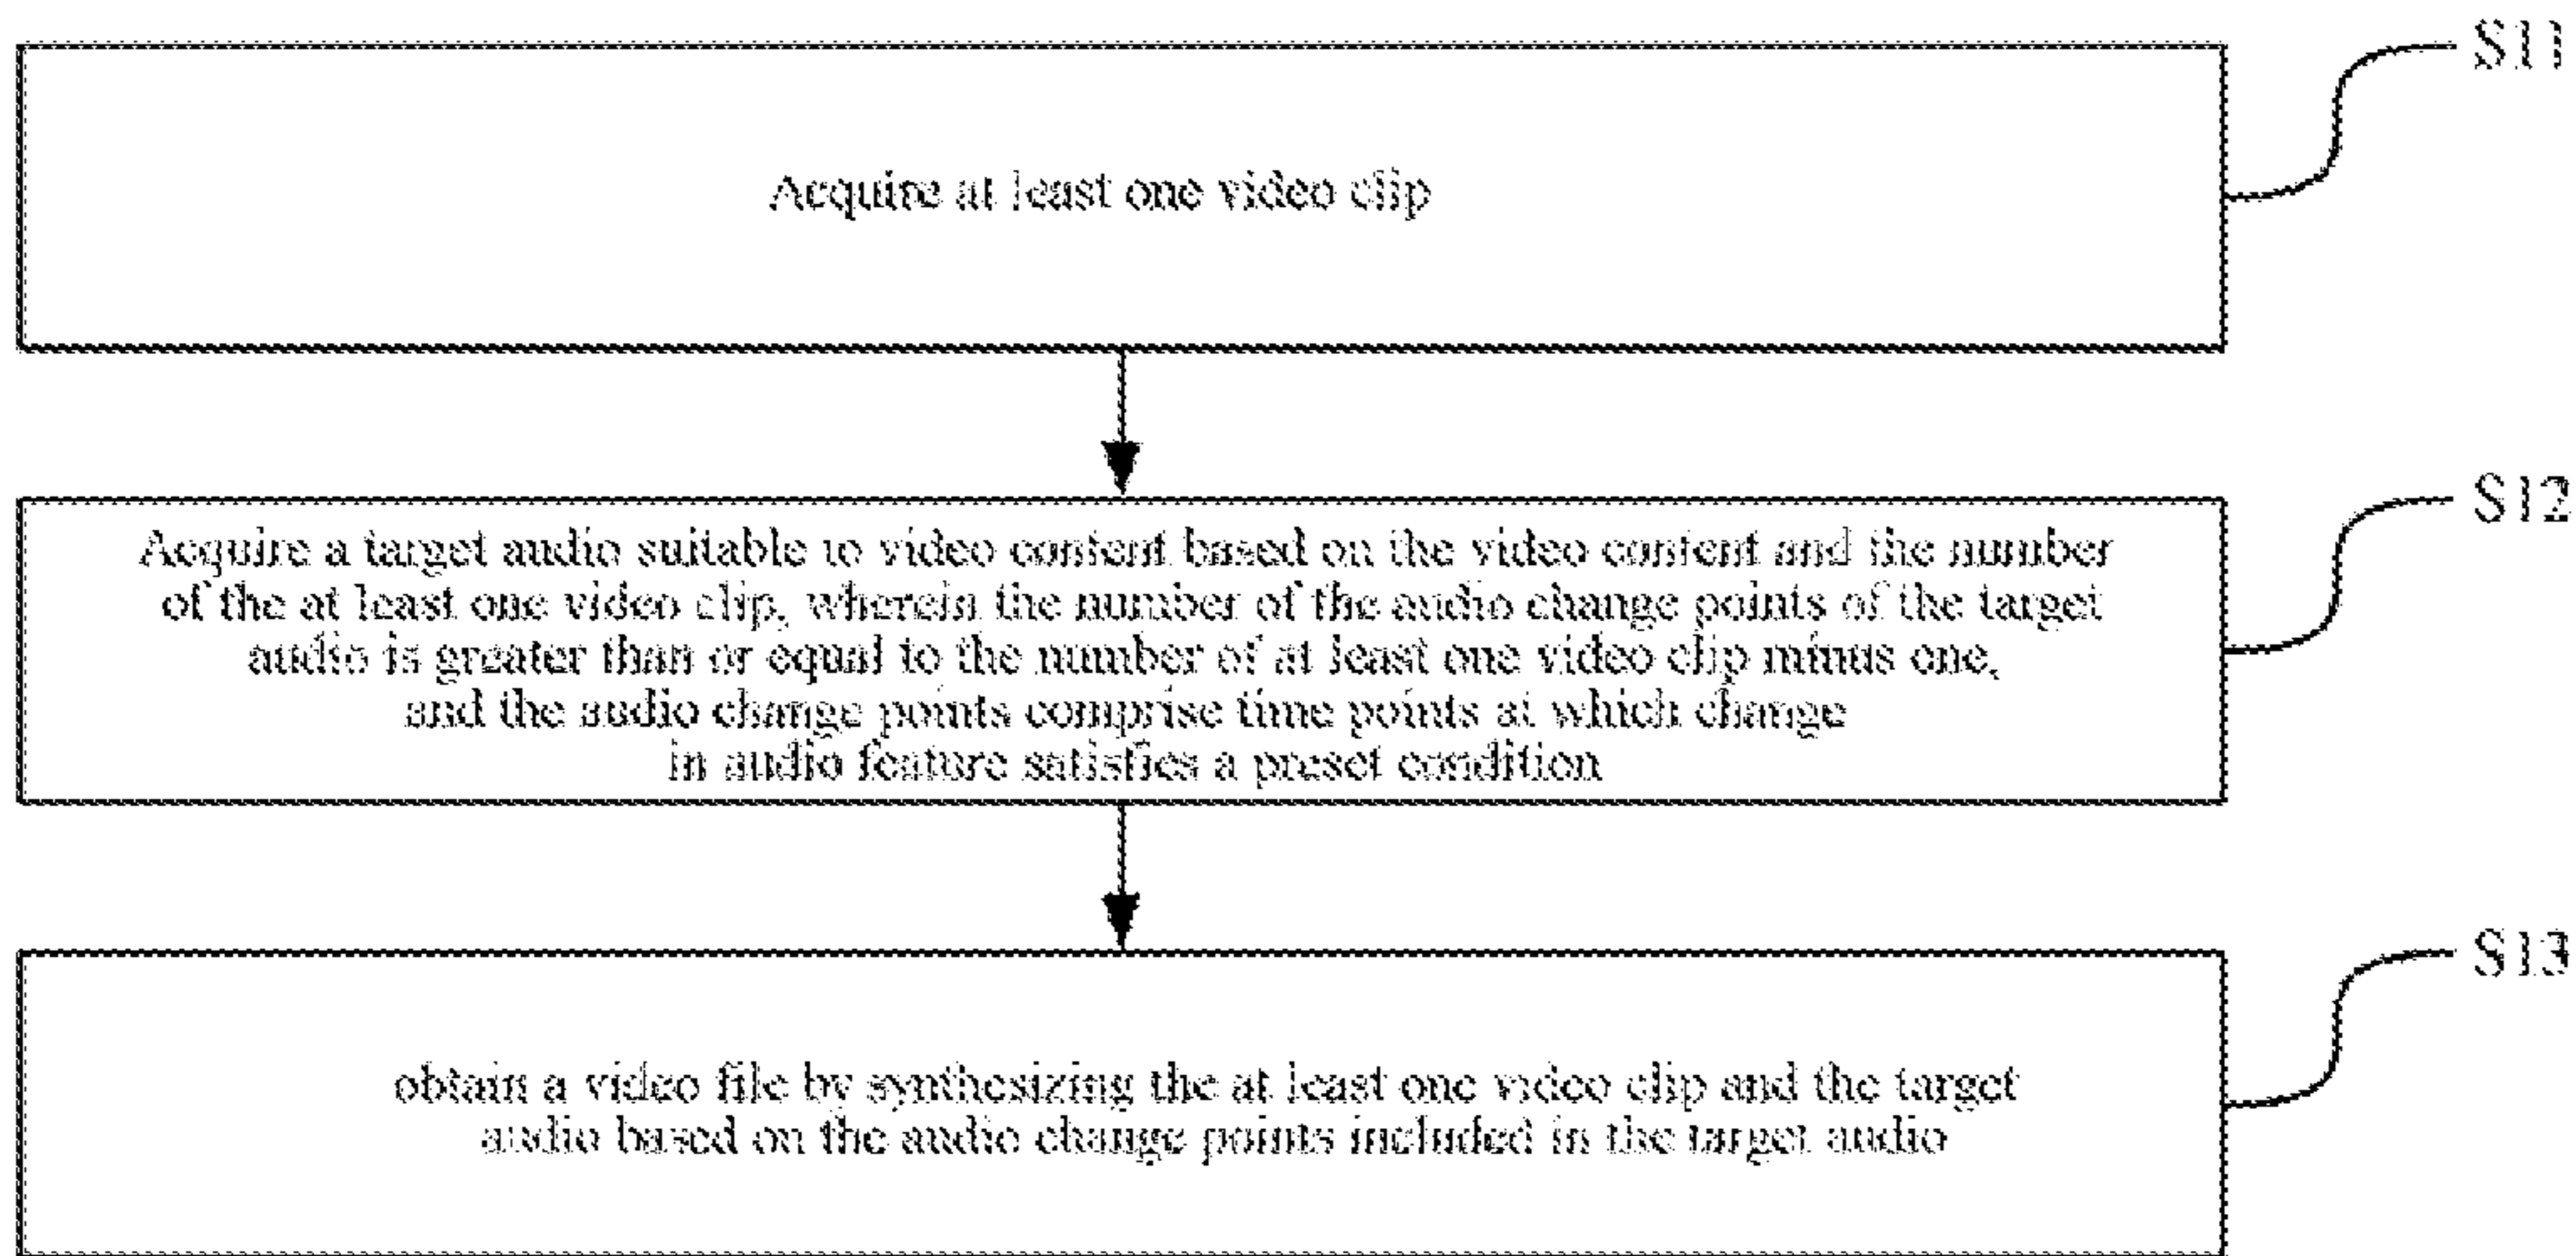 S11
Acquire at least one video clip
S12
Acquire a target audio suitable to video content based on the video content and the number
of the at least one video clip, wherein the number of the audio change points of the target
audio is greater than or equal to the number of at least one video clip minus one,
and the audio change points comprise time points at which change
in audio feature satisfies a preset condition
S13
obtain a video file by synthesizing the at least one video clip and the target
audio based on the audio change points included in the target audio